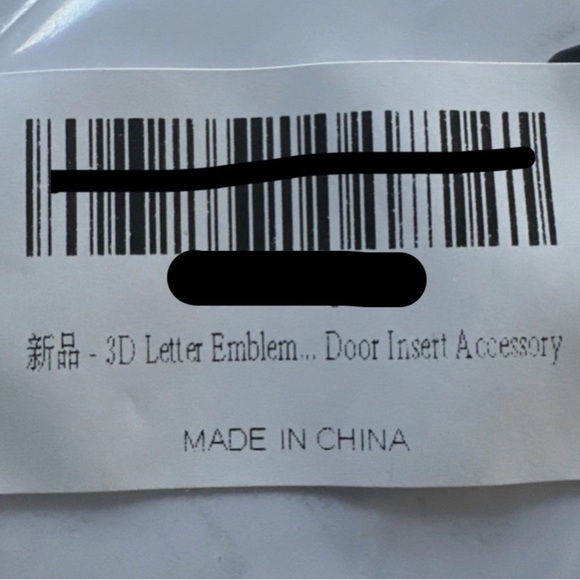 新品 - 3D Letter Emblem... Door Insert Accessory
MADE IN CHINA